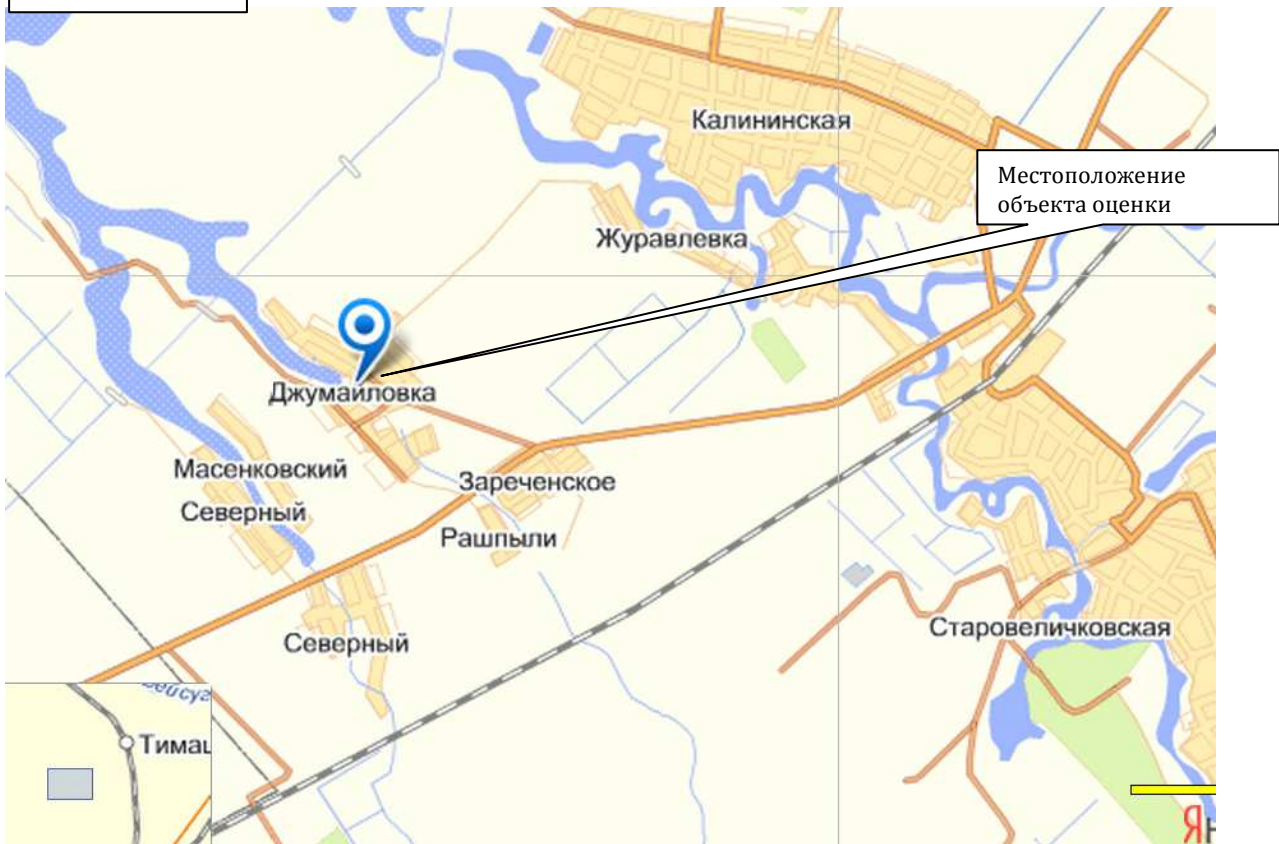 Калининская
Местоположение
объекта оценки
Журавлевка
Джумайловка
Масенковский
Зареченское
Северный
Рашпыли
Старовеличковская
Северный
Тимаш